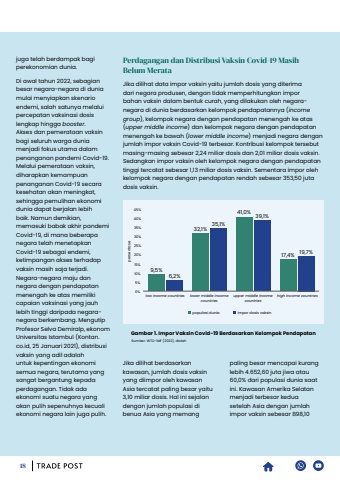 juga telah berdampak bagi
perekonomian dunia.
Di awal tahun 2022, sebagian
besar negara-negara di dunia
mulai menyiapkan skenario
endemi, salah satunya melalui
percepatan vaksinasi dosis
lengkap hingga booster.
Akses dan pemerataan vaksin
bagi seluruh warga dunia
menjadi fokus utama dalam
penanganan pandemi Covid-19.
Melalui pemerataan vaksin,
diharapkan kemampuan
penanganan Covid-19 secara
kesehatan akan meningkat,
sehingga pemulihan ekonomi
dunia dapat berjalan lebih
baik. Namun demikian,
memasuki babak akhir pandemi
Covid-19, di mana beberapa
negara telah menetapkan
Covid-19 sebagai endemi,
ketimpangan akses terhadap
vaksin masih saja terjadi.
Negara-negara maju dan
negara dengan pendapatan
menengah ke atas memiliki
capaian vaksinasi yang jauh
lebih tinggi daripada negara-
negara berkembang. Mengutip
Profesor Selva Demiralp, ekonom
Universitas Istambul (Kontan.
co.id, 25 Januari 2021), distribusi
vaksin yang adil adalah
untuk kepentingan ekonomi
semua negara, terutama yang
sangat bergantung kepada
perdagangan. Tidak ada
ekonomi suatu negara yang
akan pulih sepenuhnya kecuali
ekonomi negara lain juga pulih.
Perdagangan dan Distribusi Vaksin Covid-19 Masih
Belum Merata
Jika dilihat data impor vaksin yaitu jumlah dosis yang diterima
dari negara produsen, dengan tidak memperhitungkan impor
bahan vaksin dalam bentuk curah, yang dilakukan oleh negara-
negara di dunia berdasarkan kelompok pendapatannya (income
group), kelompok negara dengan pendapatan menengah ke atas
(upper middle income) dan kelompok negara dengan pendapatan
menengah ke bawah (lower middle income) menjadi negara dengan
jumlah impor vaksin Covid-19 terbesar. Kontribusi kelompok tersebut
masing-masing sebesar 2,24 miliar dosis dan 2,01 miliar dosis vaksin.
Sedangkan impor vaksin oleh kelompok negara dengan pendapatan
tinggi tercatat sebesar 1,13 miliar dosis vaksin. Sementara impor oleh
kelompok negara dengan pendapatan rendah sebesar 353,50 juta
dosis vaksin.
45%
40%
35%
30%
25%
20%
15%
10%
5%
0%
9,5%
6,2%
32,1%
35,1%
41,0%
39,1%
17,4%
19,7%
low income countries
lower middle income countries
upper middle income countries
high income countries
populasi dunia
impor dosis vaksin
Gambar 1. Impor Vaksin Covid-19 Berdasarkan Kelompok Pendapatan
Jika dilihat berdasarkan
kawasan, jumlah dosis vaksin
yang diimpor oleh kawasan
Asia tercatat paling besar yaitu
3,10 miliar dosis. Hal ini sejalan
dengan jumlah populasi di
benua Asia yang memang
paling besar mencapai kurang
lebih 4.652,60 juta jiwa atau
60,0% dari populasi dunia saat
ini. Kawasan Amerika Selatan
menjadi terbesar kedua
setelah Asia dengan jumlah
impor vaksin sebesar 898,10
18 | TRADE POST